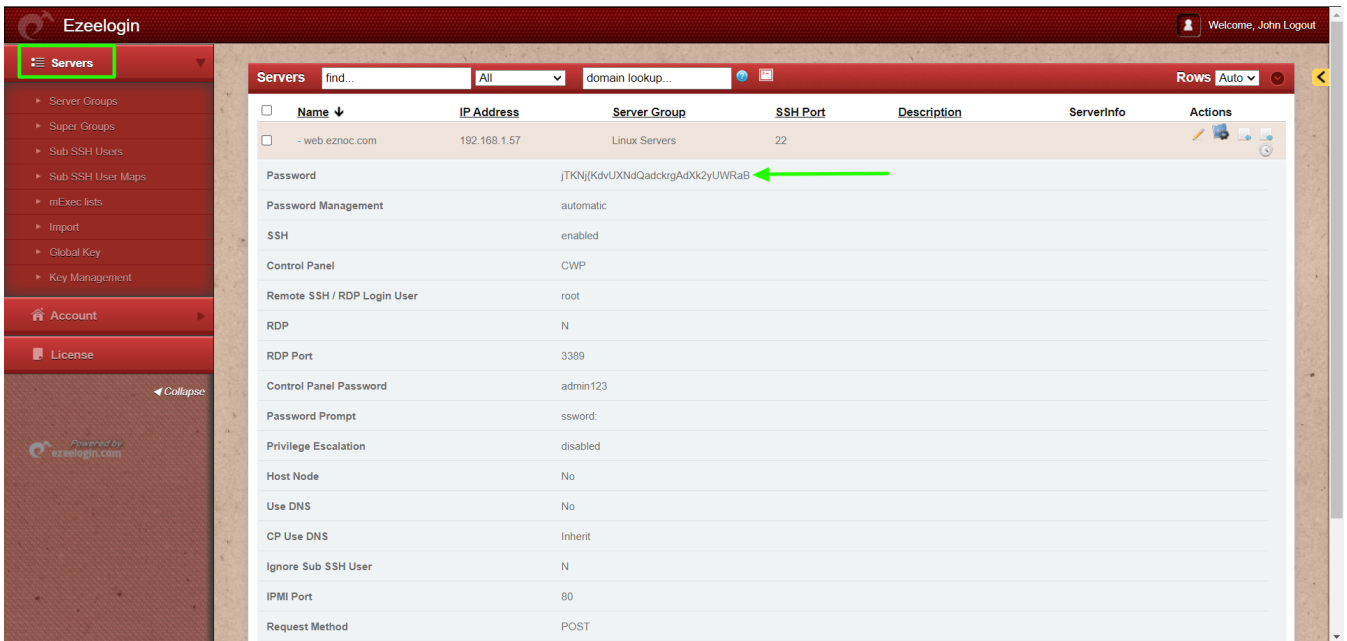 Ezeelogin
Welcome, John Logout
Servers
Server Groups
Super Groups
Sub SSH Users
Sub SSH User Maps
mExec lists
Import
Global Key
Key Management
Account
License
Collapse
Powered by
ezeelogin.com
Servers find... All domain lookup... Rows Auto
Name IP Address Server Group SSH Port Description ServerInfo Actions
- web.eznoc.com 192.168.1.57 Linux Servers 22
Password jTKNj{KdvUXNdQadckrgAdXk2yUWRaB
Password Management automatic
SSH enabled
Control Panel CWP
Remote SSH / RDP Login User root
RDP N
RDP Port 3389
Control Panel Password admin123
Password Prompt ssword:
Privilege Escalation disabled
Host Node No
Use DNS No
CP Use DNS Inherit
Ignore Sub SSH User N
IPMI Port 80
Request Method POST